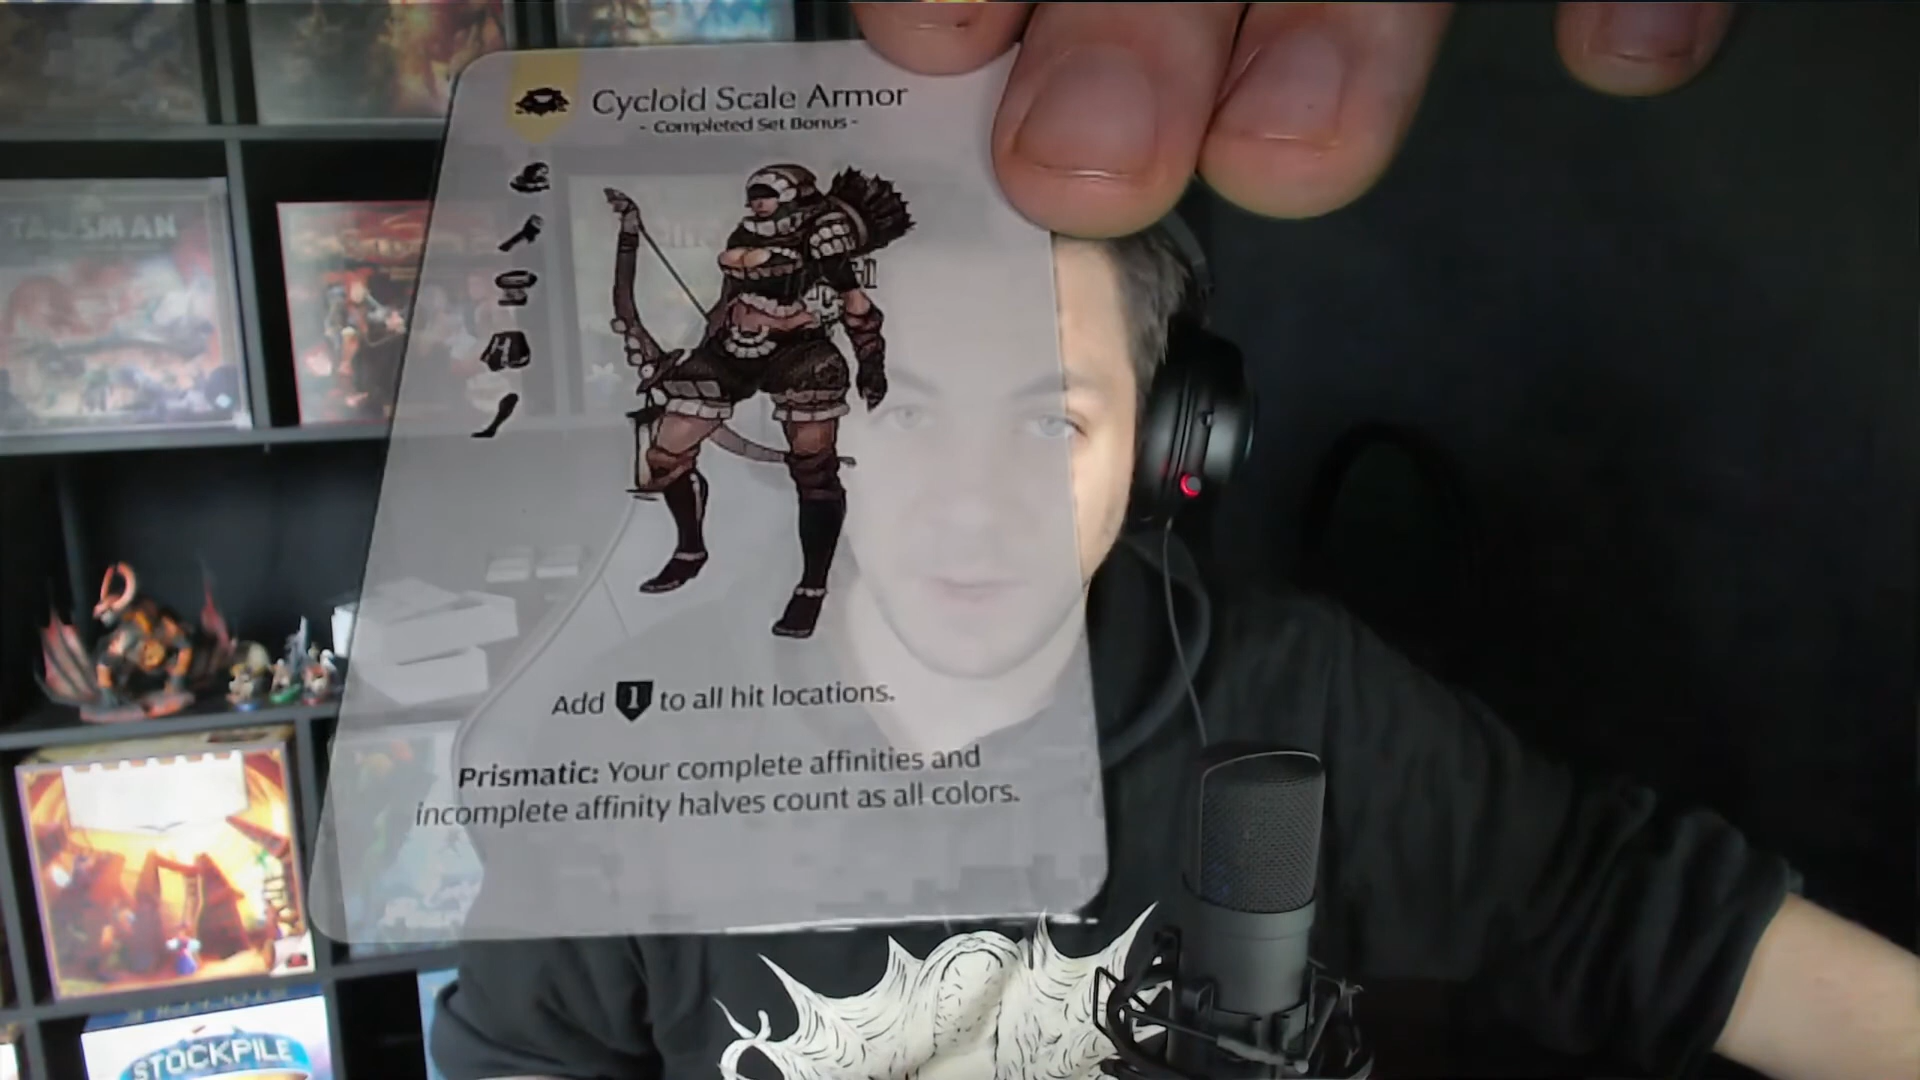 Cycloid Scale Armor
- Completed Set Bonus -
TALISMAN
Add 1 to all hit locations.
Prismatic: Your complete affinities and
incomplete affinity halves count as all colors.
STOCKPILE